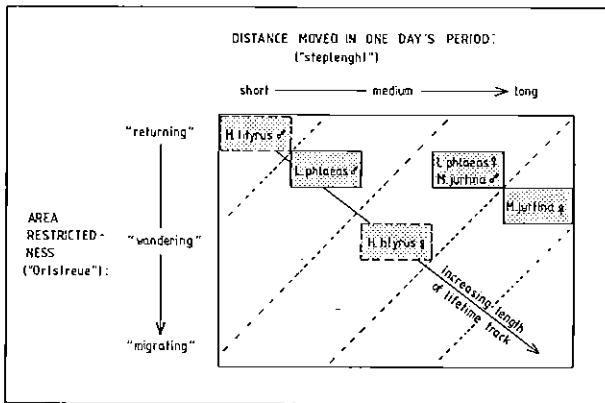 DISTANCE MOVED IN ONE DAY'S PERIOD:
("steplenght")
short medium long
"returning"
H. tityrus ♂
L. phlaeas ♂
L. phlaeas ♀
M. jurtina ♂
M. jurtina ♀
AREA
RESTRICTED-
NESS
("Ortstreue"):
"wandering"
H. tityrus ♀
increasing length
of lifetime track
"migrating"